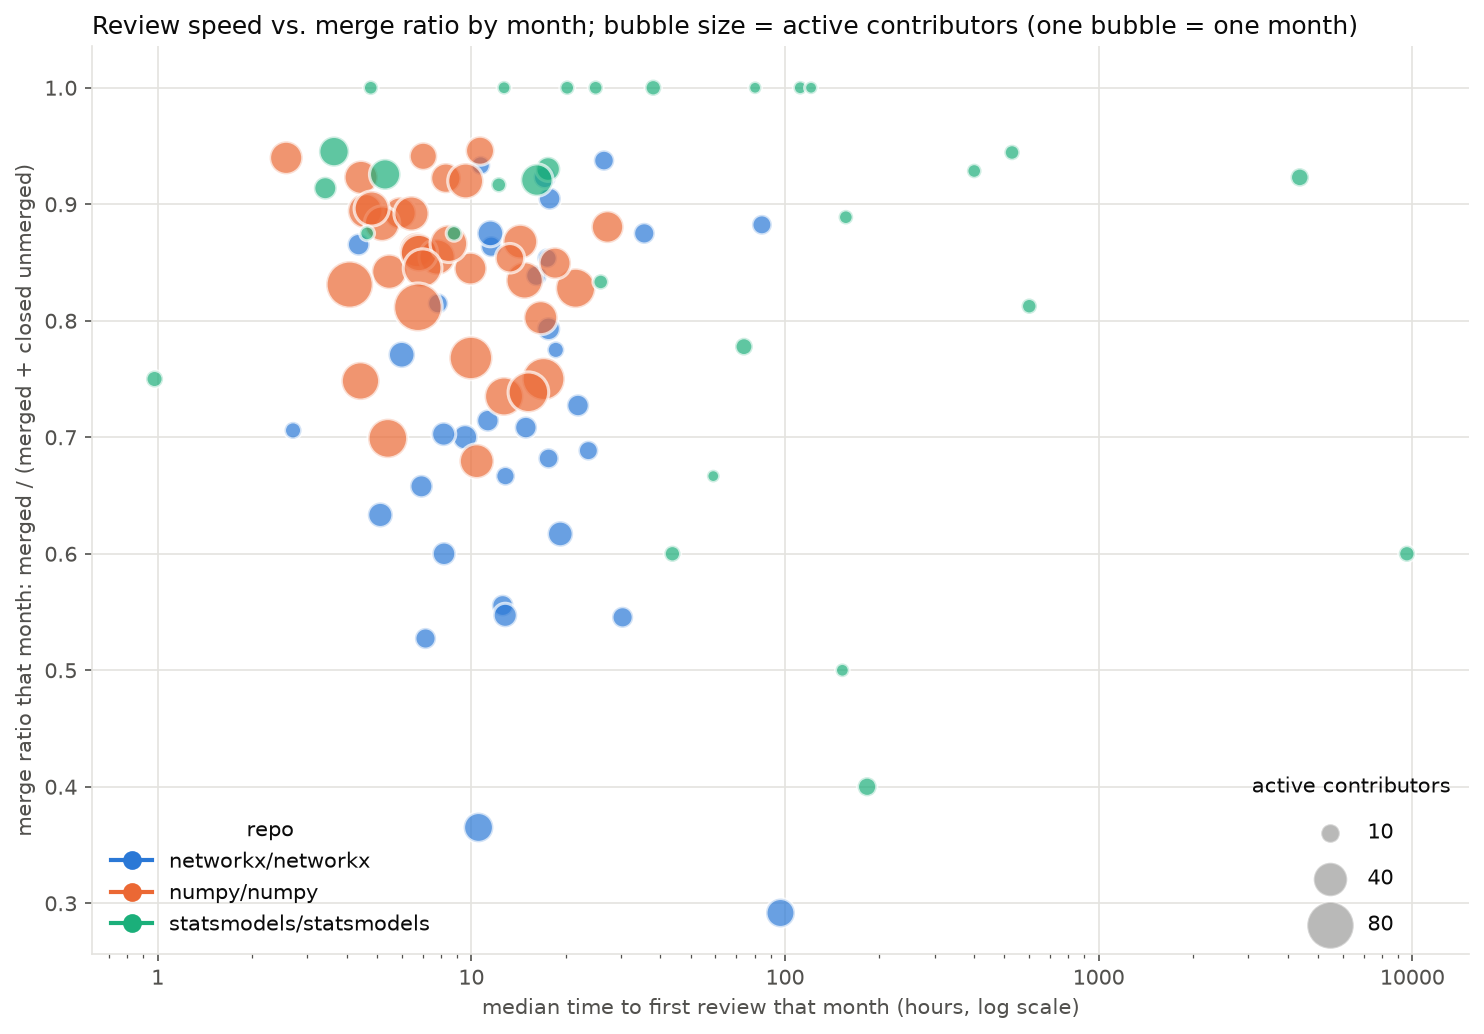 Review speed vs. merge ratio by month; bubble size = active contributors (one bubble = one month)
merge ratio that month: merged / (merged + closed unmerged)
1.0
0.9
0.8
0.7
0.6
0.5
0.4
0.3
repo
networkx/networkx
numpy/numpy
statsmodels/statsmodels
active contributors
10
40
80
1
10
100
1000
10000
median time to first review that month (hours, log scale)